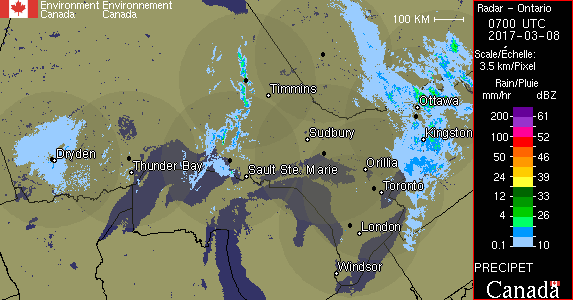 Environment Environnement
Canada Canada
100 KM
Timmins
Ottawa
Kingston
Sudbury
Dryden
Thunder Bay
Sault Ste. Marie
Orillia
Toronto
London
Windsor
Radar - Ontario
0700 UTC
2017-03-08
Scale/Échelle:
3.5 km/Pixel
Rain/Pluie
mm/hr dBZ
200 61
100 52
50 46
24 39
12 33
4 26
0.1 10
PRECIPET
Canada